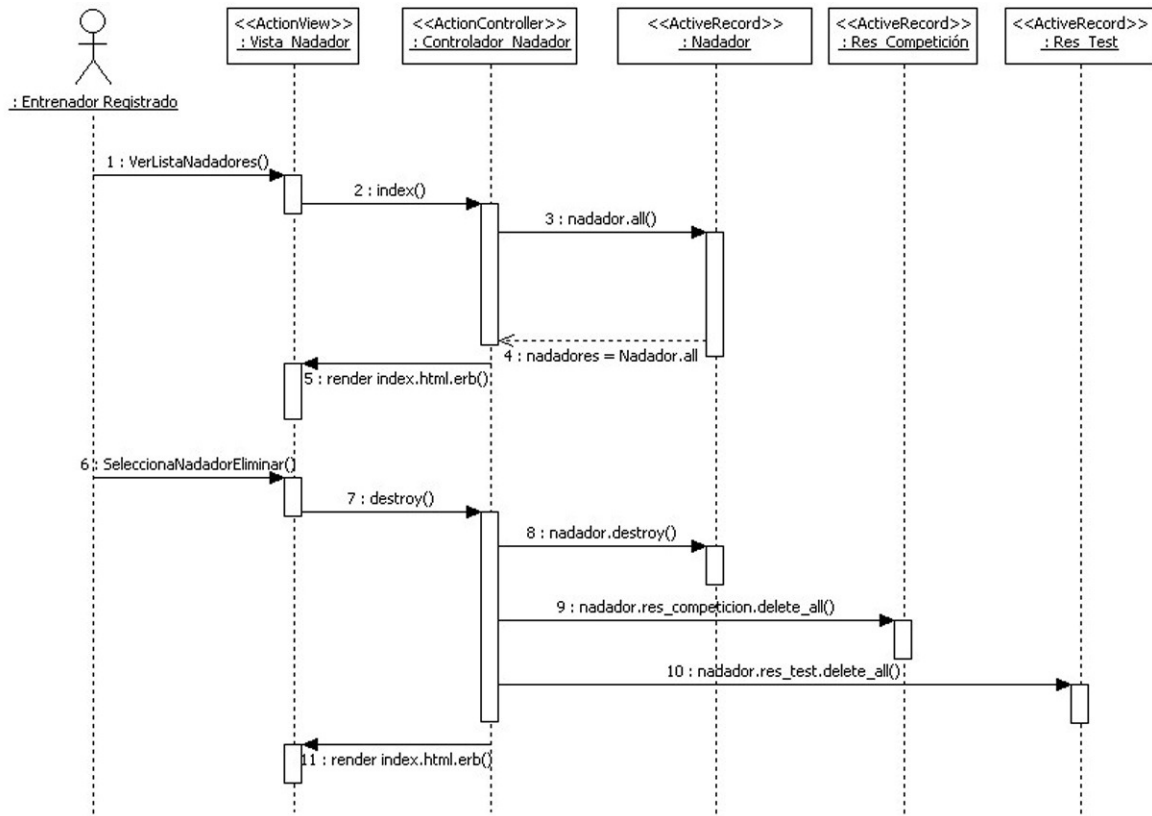 <<ActionView>>
: Vista_Nadador
<<ActionController>>
: Controlador_Nadador
<<ActiveRecord>>
: Nadador
<<ActiveRecord>>
: Res_Competición
<<ActiveRecord>>
: Res_Test
: Entrenador Registrado
1 : VerListaNadadores()
2 : index()
3 : nadador.all()
4 : nadadores = Nadador.all
5 : render index.html.erb()
6 : SeleccionaNadadorEliminar()
7 : destroy()
8 : nadador.destroy()
9 : nadador.res_competicion.delete_all()
10 : nadador.res_test.delete_all()
11 : render index.html.erb()